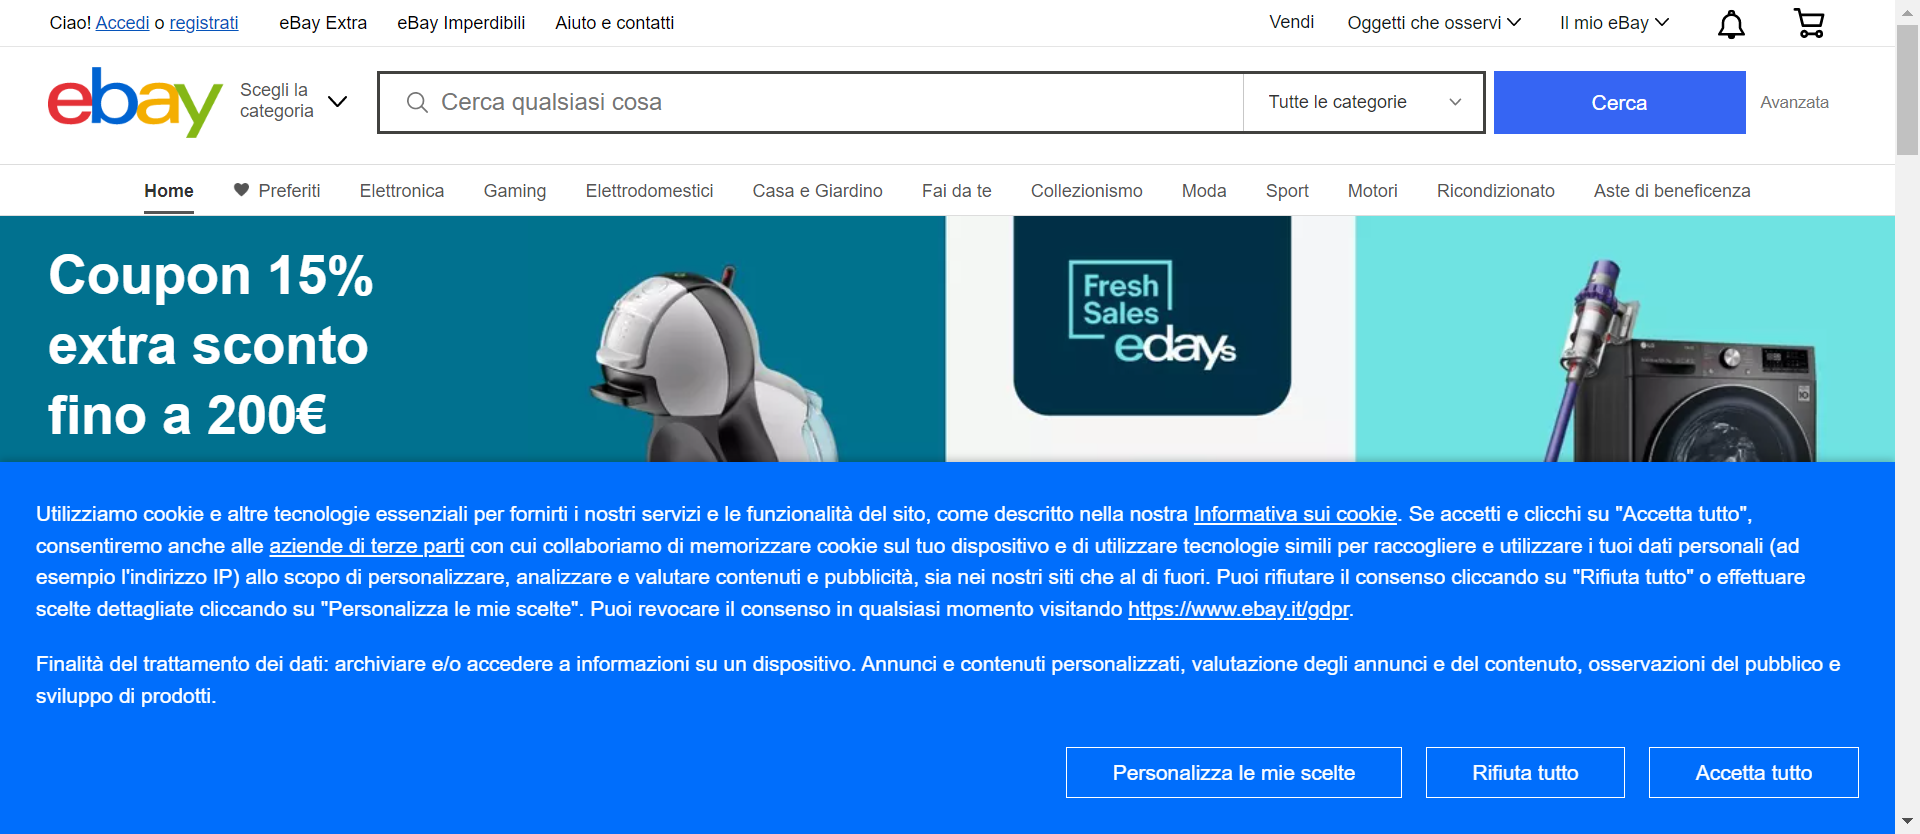 Ciao! Accedi o registrati eBay Extra eBay Imperdibili Aiuto e contatti Vendi Oggetti che osservi Il mio eBay
ebay Scegli la categoria Cerca qualsiasi cosa Tutte le categorie Cerca Avanzata
Home Preferiti Elettronica Gaming Elettrodomestici Casa e Giardino Fai da te Collezionismo Moda Sport Motori Ricondizionato Aste di beneficenza
Coupon 15%
extra sconto
fino a 200€
Fresh
Sales
edays
LG
Utilizziamo cookie e altre tecnologie essenziali per fornirti i nostri servizi e le funzionalità del sito, come descritto nella nostra Informativa sui cookie. Se accetti e clicchi su "Accetta tutto",
consentiremo anche alle aziende di terze parti con cui collaboriamo di memorizzare cookie sul tuo dispositivo e di utilizzare tecnologie simili per raccogliere e utilizzare i tuoi dati personali (ad
esempio l'indirizzo IP) allo scopo di personalizzare, analizzare e valutare contenuti e pubblicità, sia nei nostri siti che al di fuori. Puoi rifiutare il consenso cliccando su "Rifiuta tutto" o effettuare
scelte dettagliate cliccando su "Personalizza le mie scelte". Puoi revocare il consenso in qualsiasi momento visitando https://www.ebay.it/gdpr.
Finalità del trattamento dei dati: archiviare e/o accedere a informazioni su un dispositivo. Annunci e contenuti personalizzati, valutazione degli annunci e del contenuto, osservazioni del pubblico e
sviluppo di prodotti.
Personalizza le mie scelte Rifiuta tutto Accetta tutto